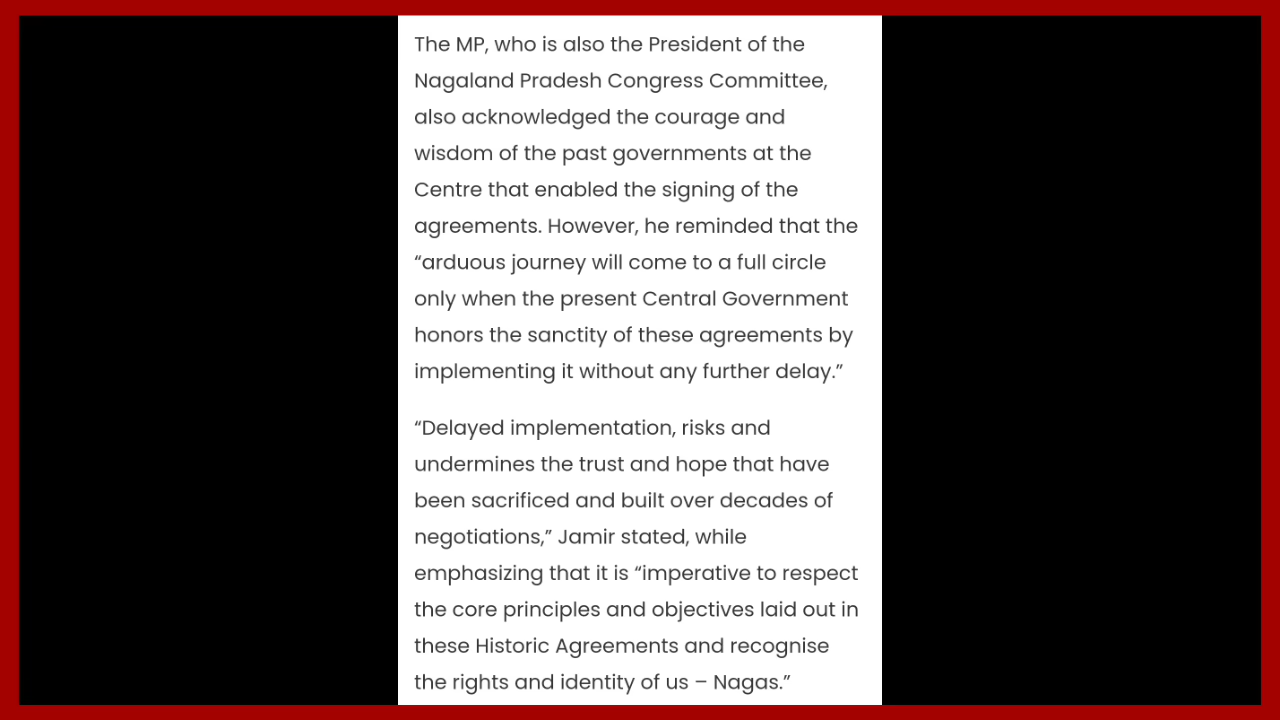 The MP, who is also the President of the
Nagaland Pradesh Congress Committee,
also acknowledged the courage and
wisdom of the past governments at the
Centre that enabled the signing of the
agreements. However, he reminded that the
“arduous journey will come to a full circle
only when the present Central Government
honors the sanctity of these agreements by
implementing it without any further delay.”
“Delayed implementation, risks and
undermines the trust and hope that have
been sacrificed and built over decades of
negotiations,” Jamir stated, while
emphasizing that it is “imperative to respect
the core principles and objectives laid out in
these Historic Agreements and recognise
the rights and identity of us – Nagas.”